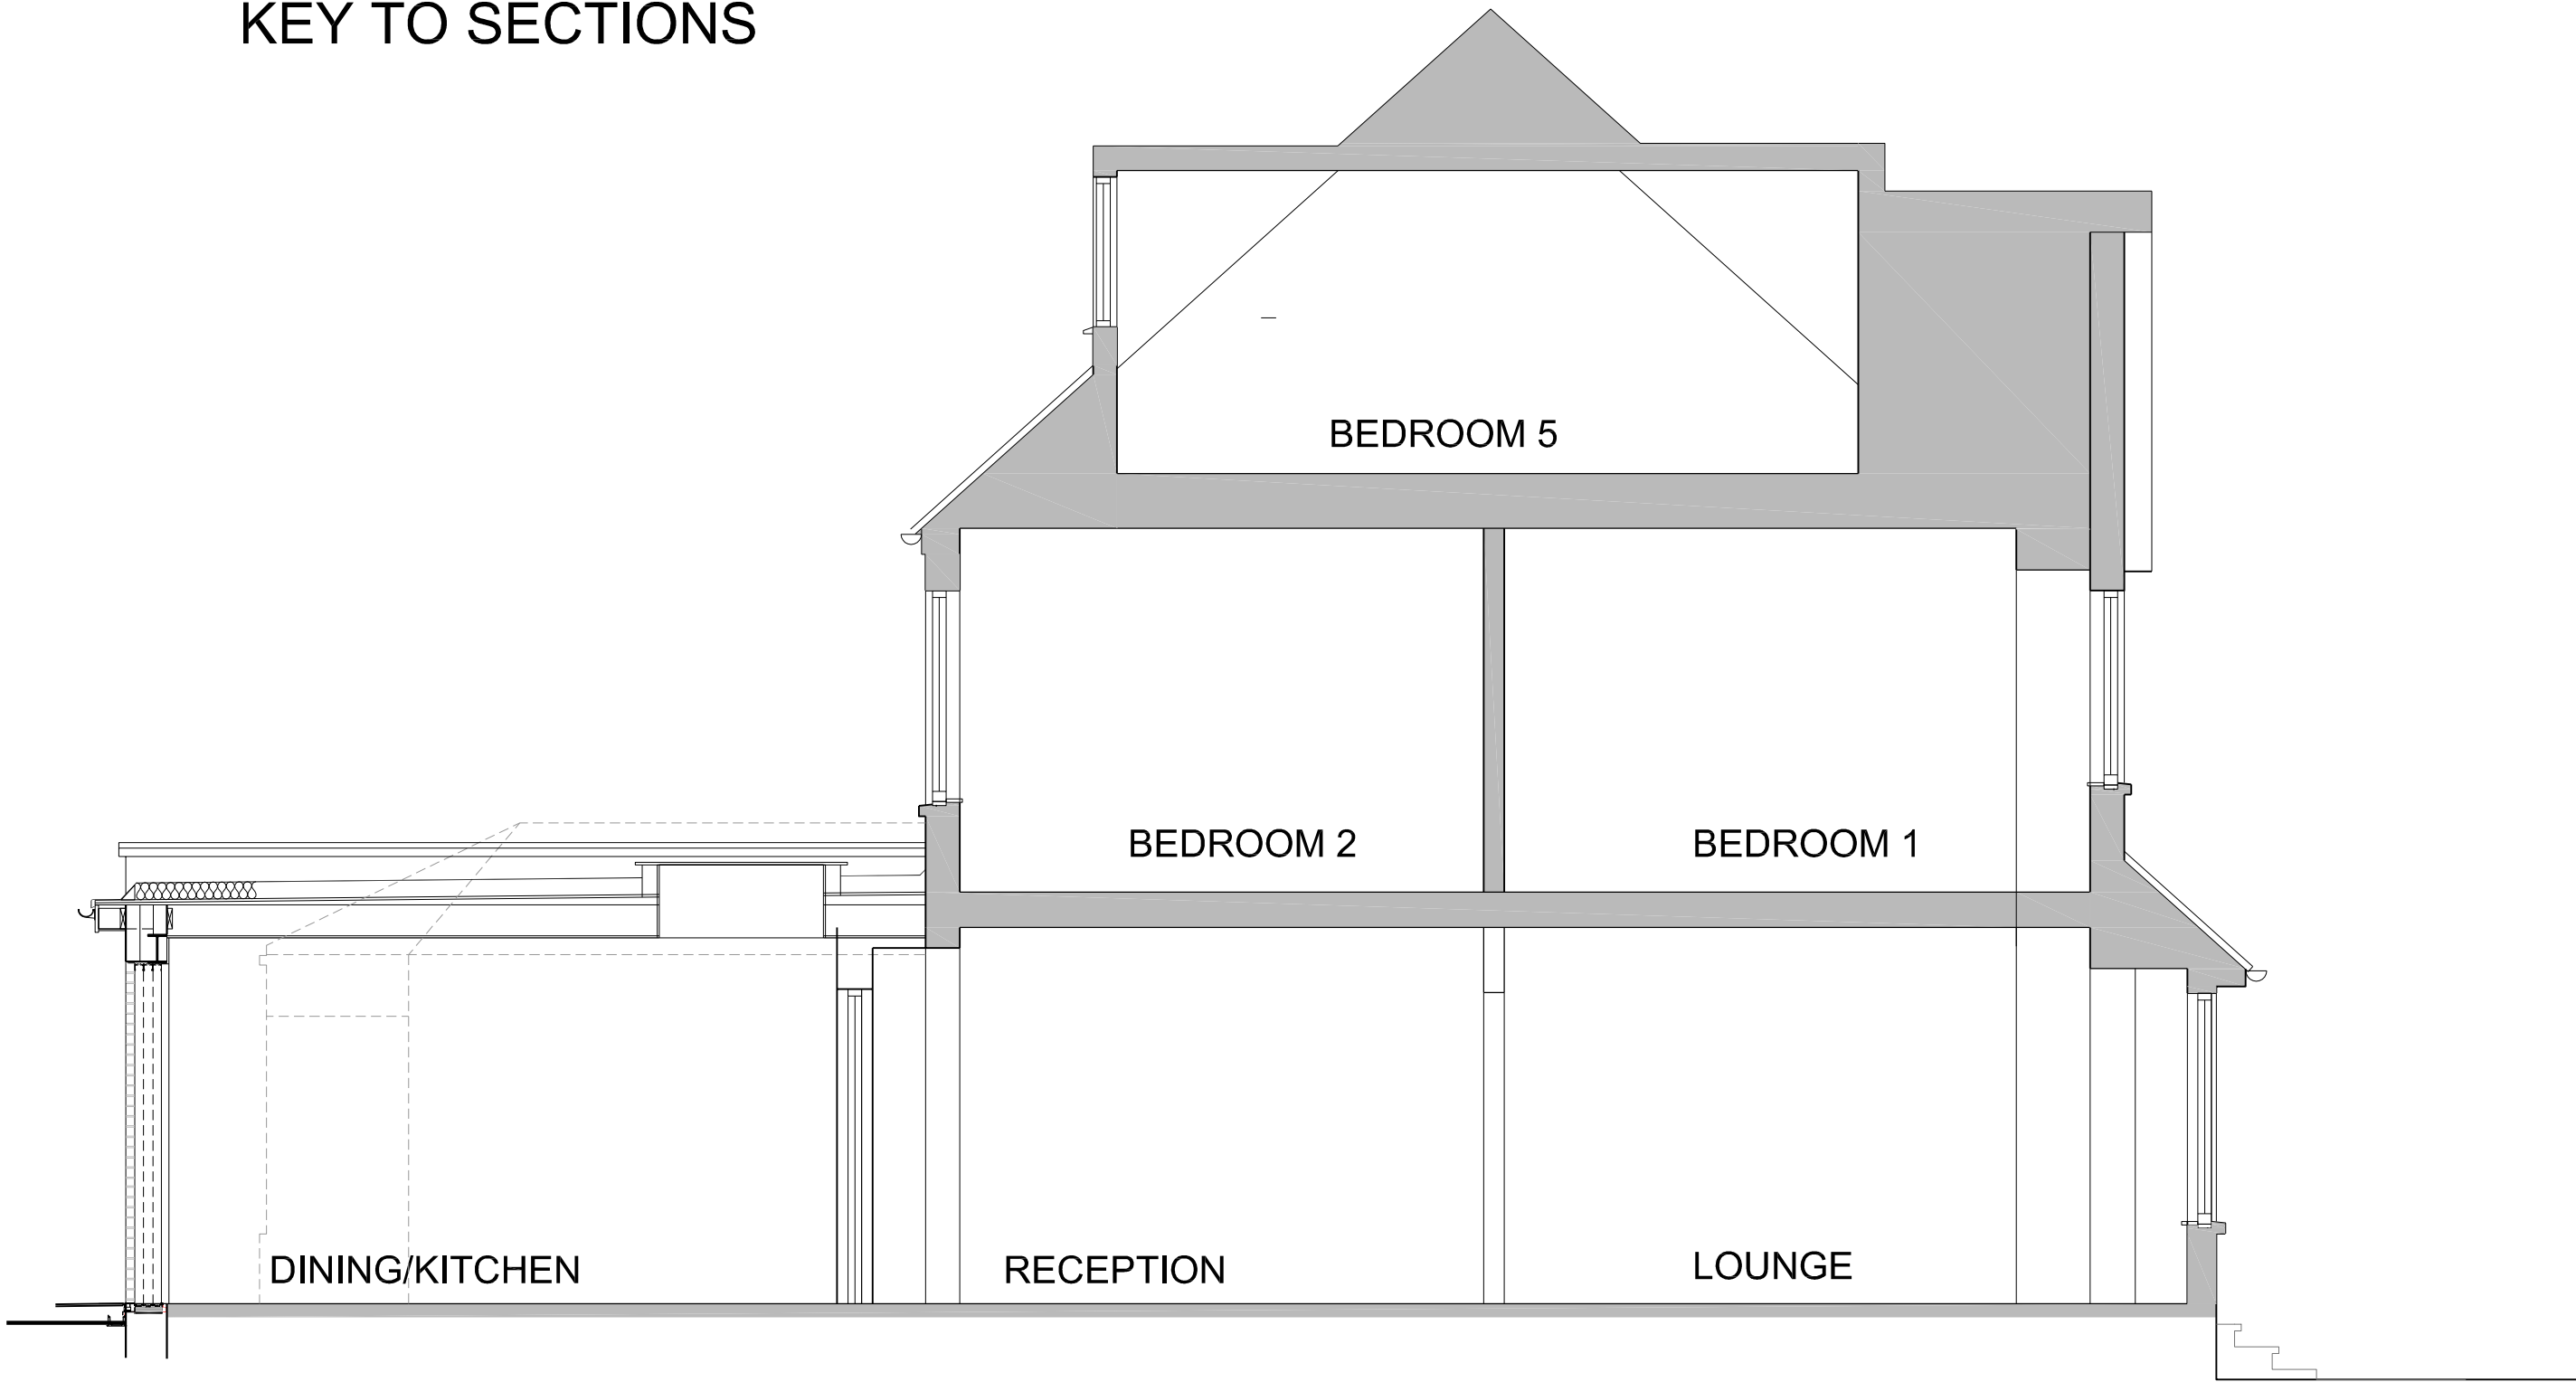 KEY TO SECTIONS
BEDROOM 5
BEDROOM 2
BEDROOM 1
DINING/KITCHEN
RECEPTION
LOUNGE